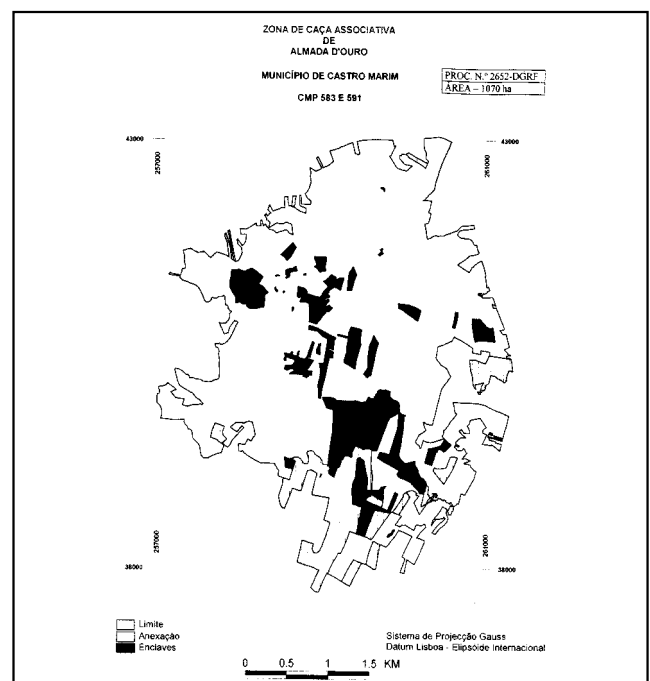 ZONA DE CAÇA ASSOCIATIVA
DE
ALMADA D'OURO
MUNICÍPIO DE CASTRO MARIM
PROC. N.º 2652-DGRF
ÁREA – 1070 ha
CMP 583 E 591
43000
43000
257000
261000
257000
261000
38000
38000
Limite
Anexação
Enclaves
Sistema de Projecção Gauss
Datum Lisboa - Elipsóide Internacional
0 0.5 1 1.5 KM